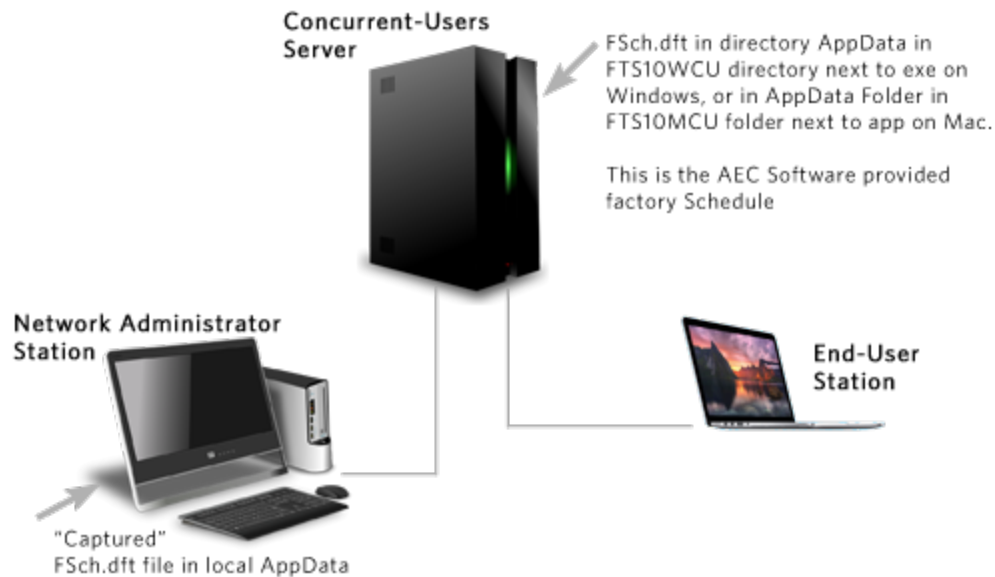 Concurrent-Users
Server
FSch.dft in directory AppData in
FTS10WCU directory next to exe on
Windows, or in AppData Folder in
FTS10MCU folder next to app on Mac.
This is the AEC Software provided
factory Schedule
Network Administrator
Station
End-User
Station
"Captured"
FSch.dft file in local AppData